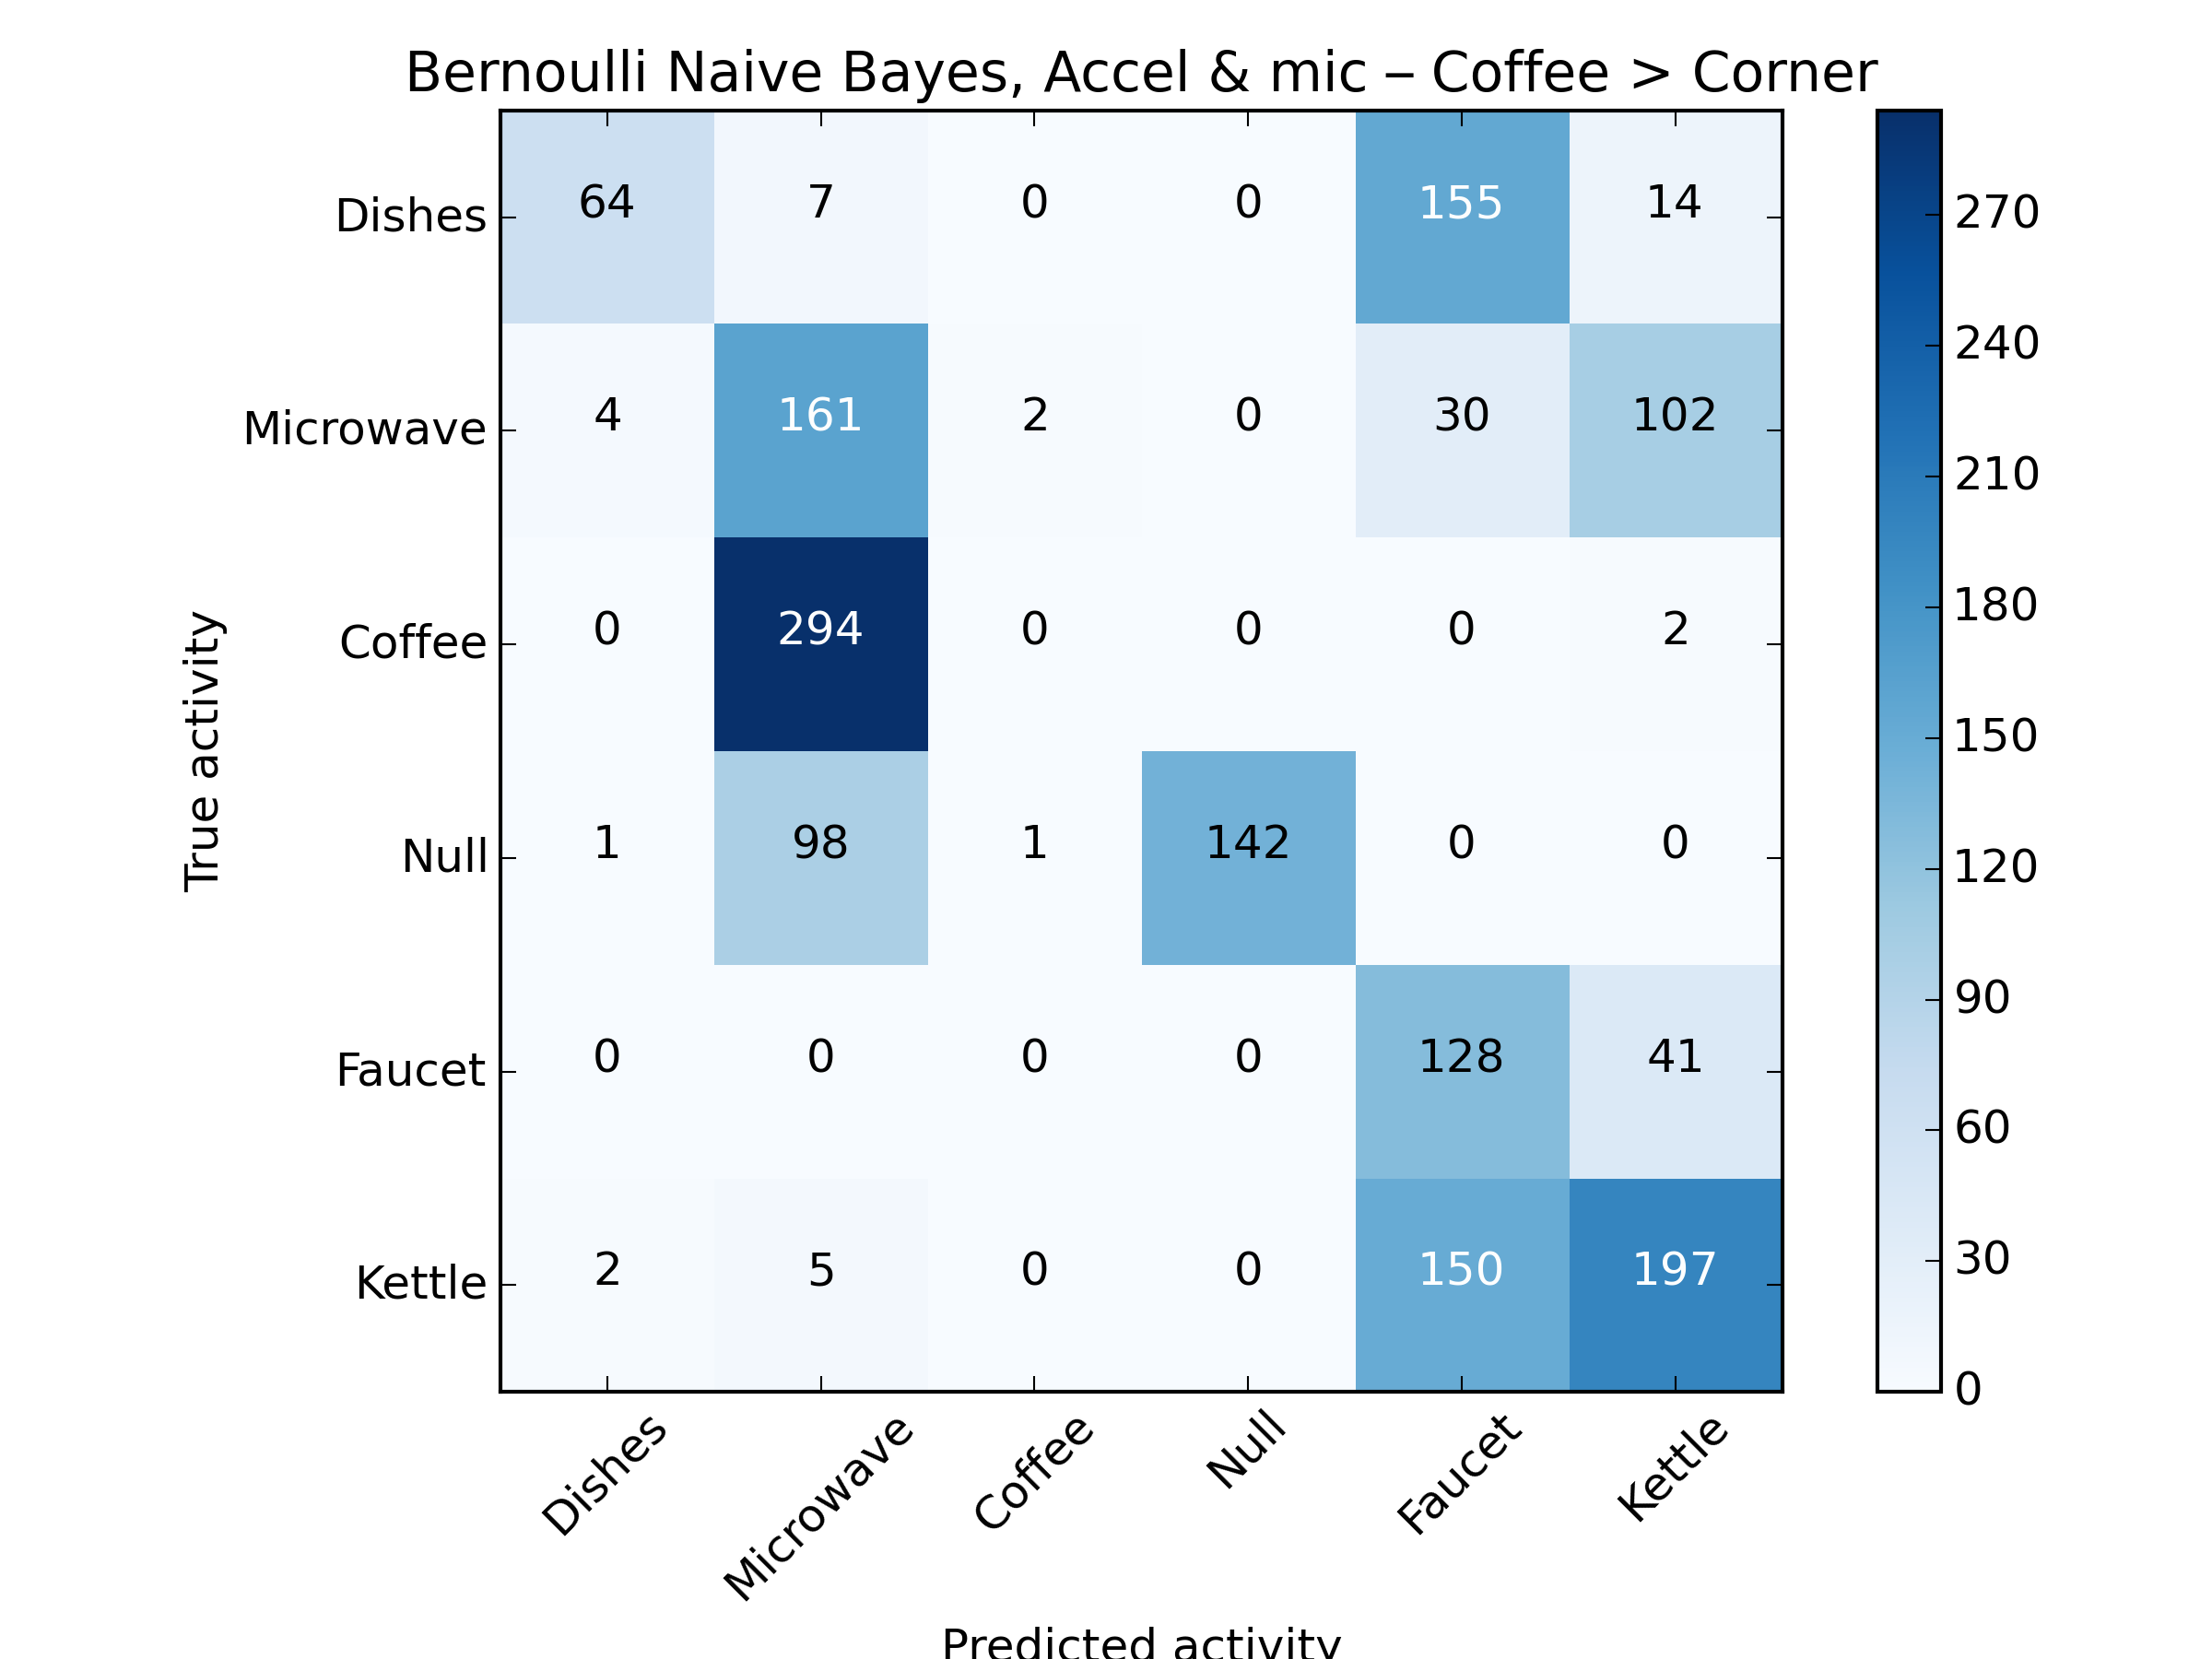 Bernoulli Naive Bayes, Accel & mic – Coffee > Corner
Dishes 64 7 0 0 155 14
Microwave 4 161 2 0 30 102
Coffee 0 294 0 0 0 2
Null 1 98 1 142 0 0
Faucet 0 0 0 0 128 41
Kettle 2 5 0 0 150 197
True activity
Dishes Microwave Coffee Null Faucet Kettle
Predicted activity
270
240
210
180
150
120
90
60
30
0